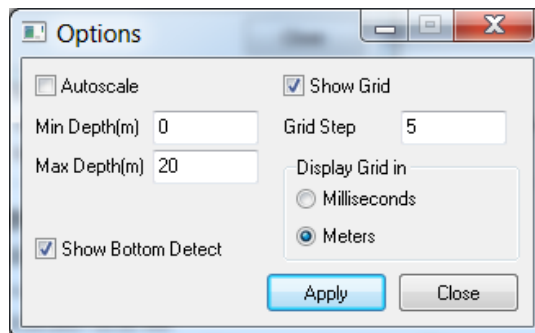 Options
Autoscale
Show Grid
Min Depth(m) 0
Grid Step 5
Max Depth(m) 20
Display Grid in
Milliseconds
Meters
Show Bottom Detect
Apply Close